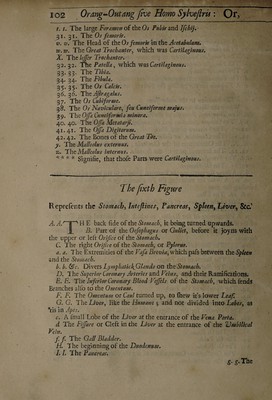 102 Orang-Outang sive Homo Sylvestris: Or,
t. t. The large Foramen of the Os Pubis and Ischij.
31. 31. The Os femoris.
v. v. The Head of the Os femoris in the Acetabulum.
w. w. The Great Trochanter, which was Cartilaginous.
X. The lesser Trochanter.
32. 32. The Patella, which was Cartilaginous.
33. 33. The Tibia.
34. 34. The Fibula.
35. 35. The Os Calcis.
36. 36. The Astragalus.
37. The Os Cubiforme.
38. The Os Naviculare, seu Cuneiforme majus.
39. The Ossa Cuneiformia minora.
40. 40. The Ossa Metatarsi.
41. 41. The Ossa Digitorum.
42. 42. The Bones of the Great Toe.
y. The Malleolus externus.
z. The Malleolus internus.
* * * * Signifie, that those Parts were Cartilaginous.
The sixth Figure
Represents the Stomach, Intestines, Pancreas, Spleen, Liver, &c.
A. A. THE back side of the Stomach, it being turned upwards.
B. Part of the Oesophagus or Gullet, before it joyns with
the upper or left Orifice of the Stomach.
C. The right Orifice of the Stomach, or Pylorus.
a. a. The Extremities of the Vasa Brevia, which pass between the Spleen
and the Stomach.
b. b. &c. Divers Lymphatick Glands on the Stomach.
D. The Superior Coronary Arteries and Veins, and their Ramifications.
E. E. The Inferior Coronary Blood Vessels of the Stomach, which sends
Branches also to the Omentum.
F. F. The Omentum or Caul turned up, to shew it's lower Leaf.
G. G. The Liver, like the Humane; and not divided into Lobes, as
'tis in Apes.
c. A small Lobe of the Liver at the entrance of the Vena Porta.
d The Fissure or Cleft in the Liver at the entrance of the Umbilical
Vein.
f. f. The Gall Bladder.
H. The beginning of the Duodenum.
I. I. The Pancreas.
g. g. The